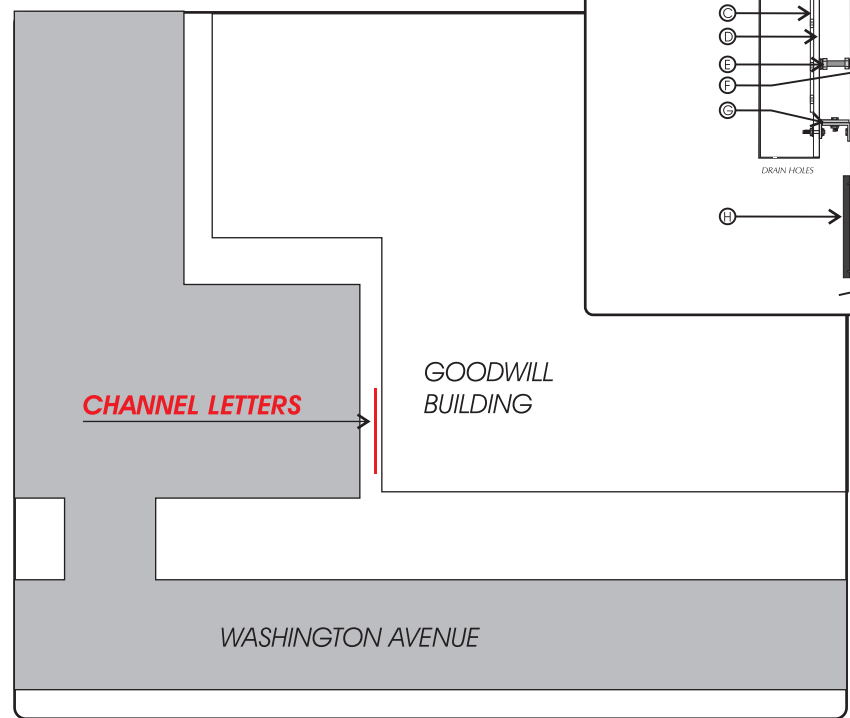 C
D
E
F
G
DRAIN HOLES
H
GOODWILL
BUILDING
CHANNEL LETTERS
WASHINGTON AVENUE